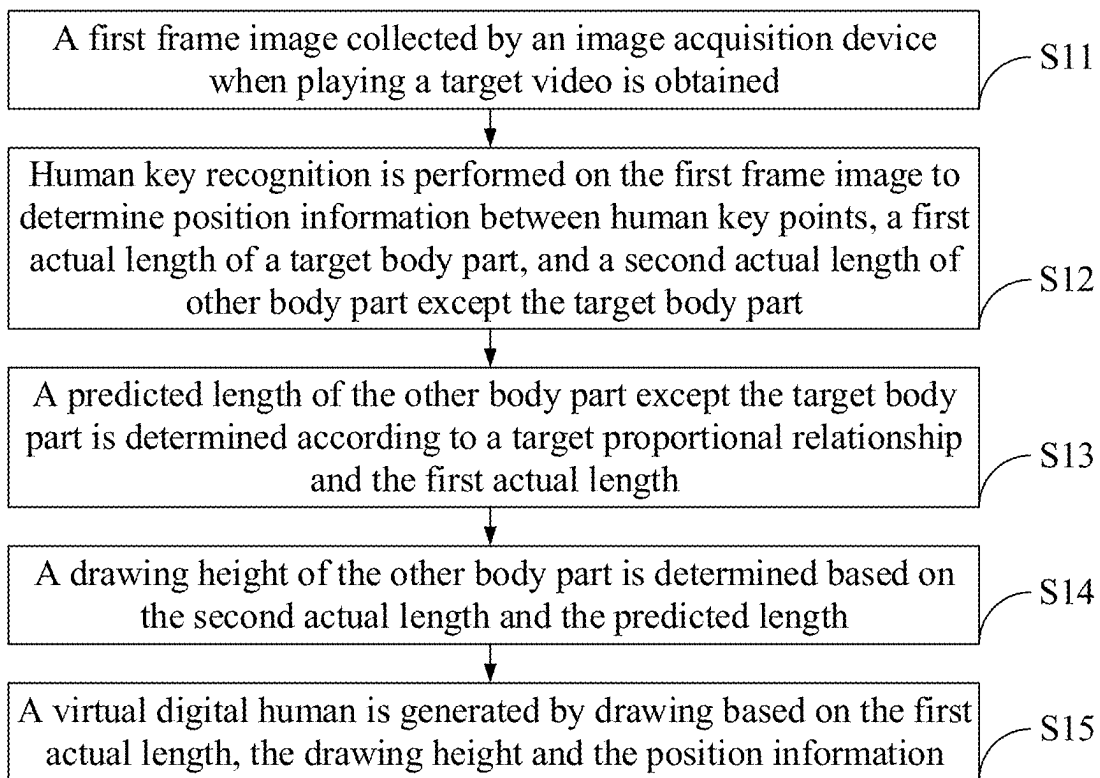 A first frame image collected by an image acquisition device
when playing a target video is obtained
S11
Human key recognition is performed on the first frame image to
determine position information between human key points, a first
actual length of a target body part, and a second actual length of
other body part except the target body part
S12
A predicted length of the other body part except the target body
part is determined according to a target proportional relationship
and the first actual length
S13
A drawing height of the other body part is determined based on
the second actual length and the predicted length
S14
A virtual digital human is generated by drawing based on the first
actual length, the drawing height and the position information
S15